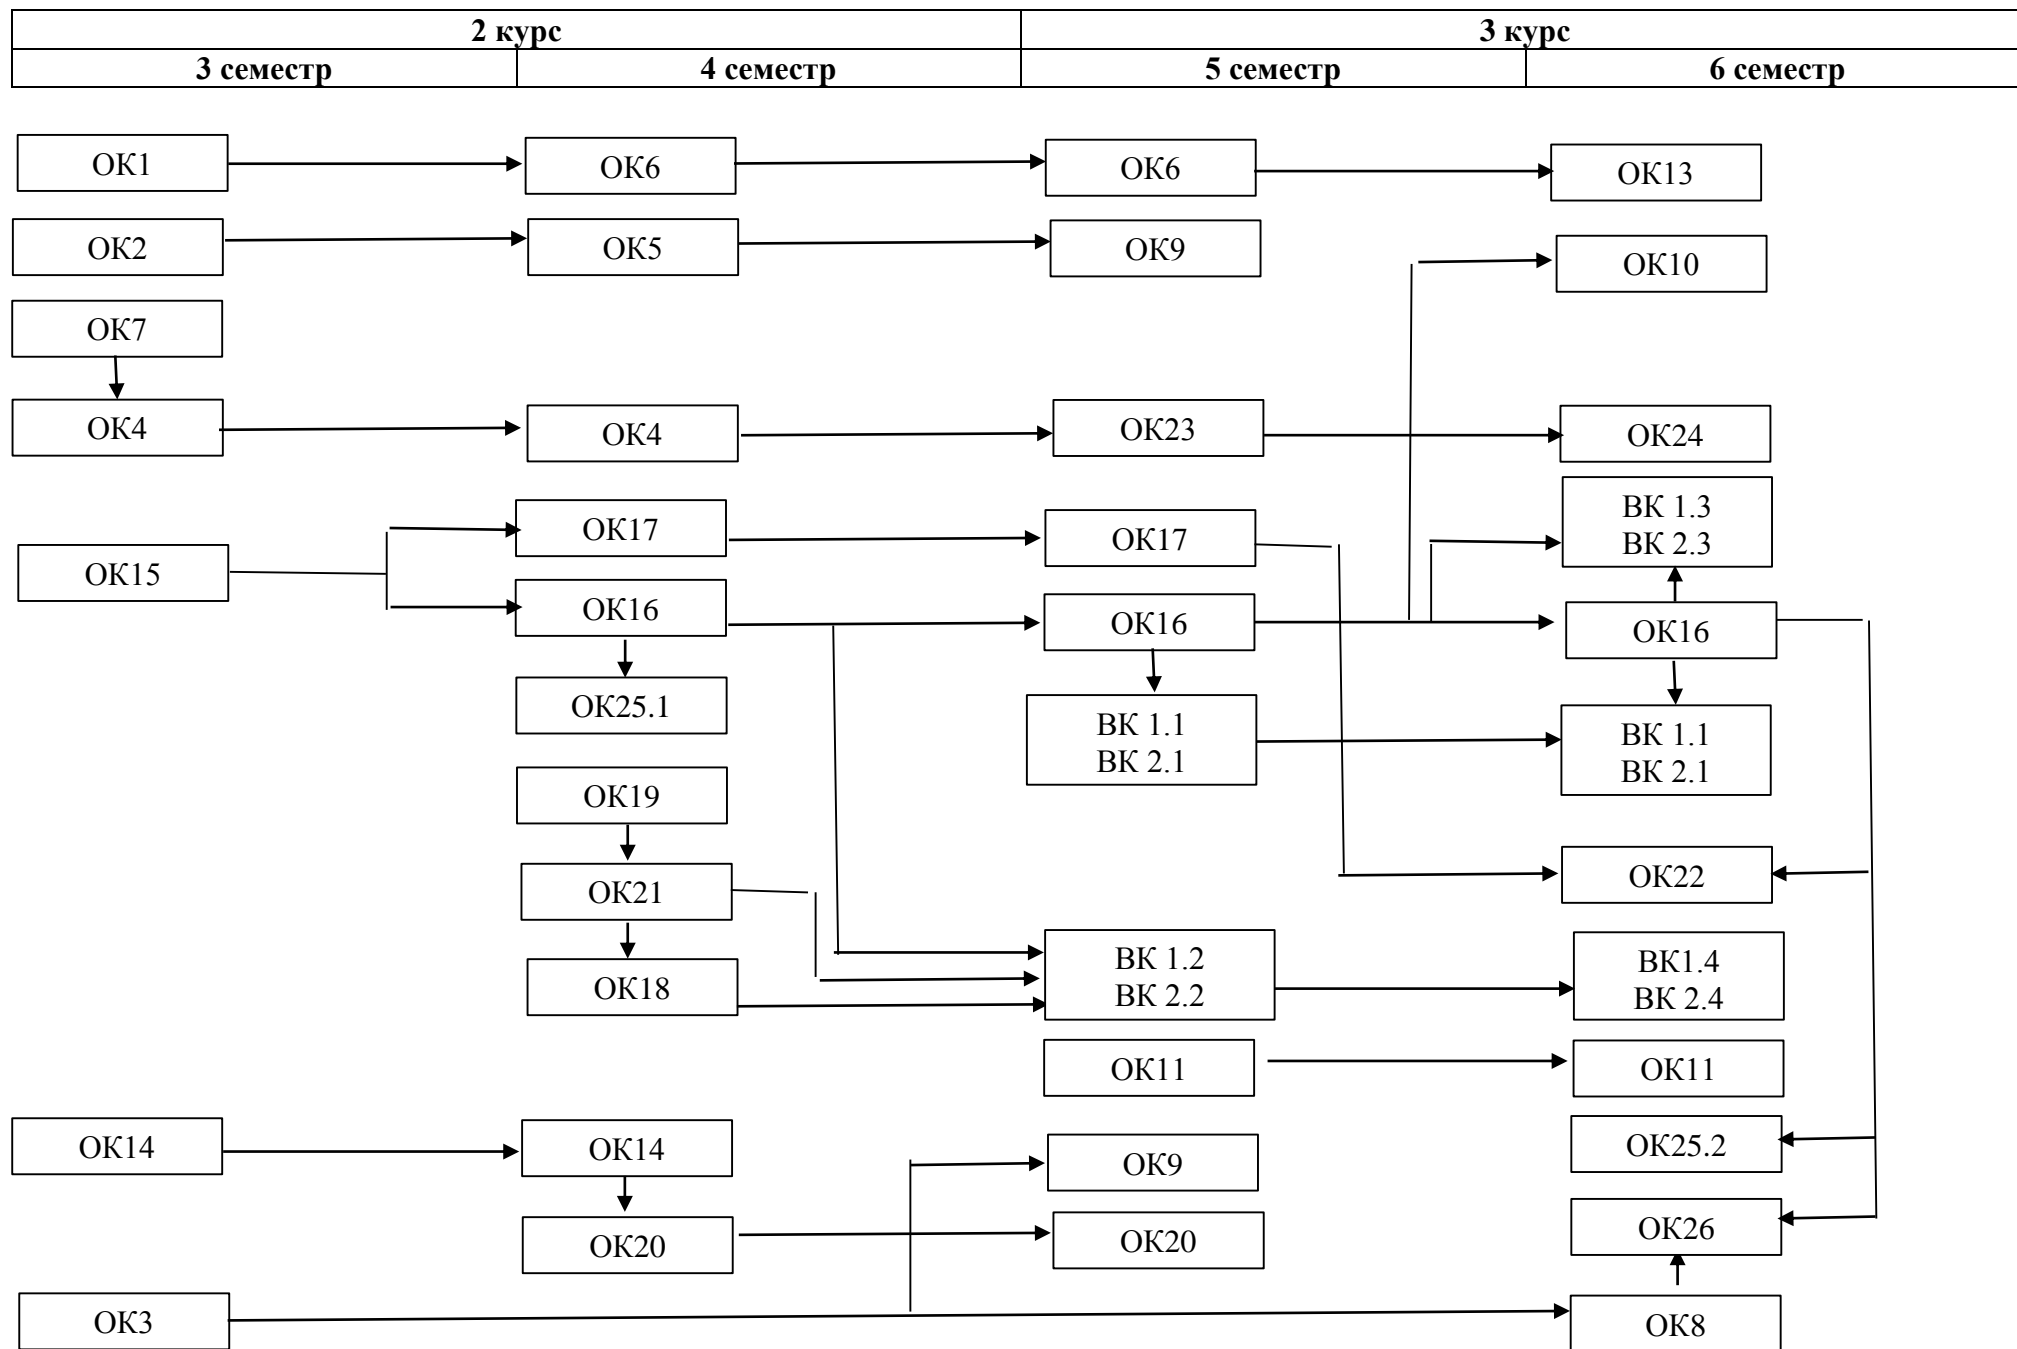 2 курс 3 курс
3 семестр 4 семестр 5 семестр 6 семестр
ОК1 ОК6 ОК6 ОК13
ОК2 ОК5 ОК9 ОК10
ОК7
ОК4 ОК4 ОК23 ОК24
ВК 1.3
ВК 2.3
ОК17 ОК17
ОК15
ОК16 ОК16 ОК16
ОК25.1
ВК 1.1 ВК 1.1
ВК 2.1 ВК 2.1
ОК19
ОК21 ОК22
ВК 1.2 ВК1.4
ОК18 ВК 2.2 ВК 2.4
ОК11 ОК11
ОК14 ОК14 ОК9 ОК25.2
ОК20 ОК20 ОК26
ОК3 ОК8